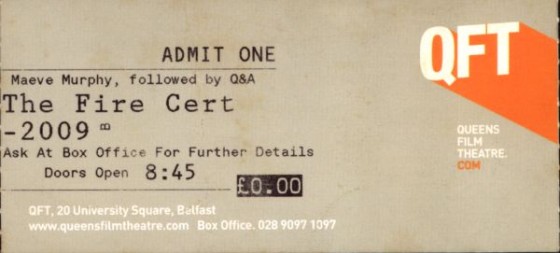 ADMIT ONE
Maeve Murphy, followed by Q&A
The Fire Cert
-2009
Ask At Box Office For Further Details
Doors Open 8:45
£0.00
QFT, 20 University Square, Belfast
www.queensfilmtheatre.com Box Office. 028 9097 1097
QFT
QUEENS
FILM
THEATRE.
COM